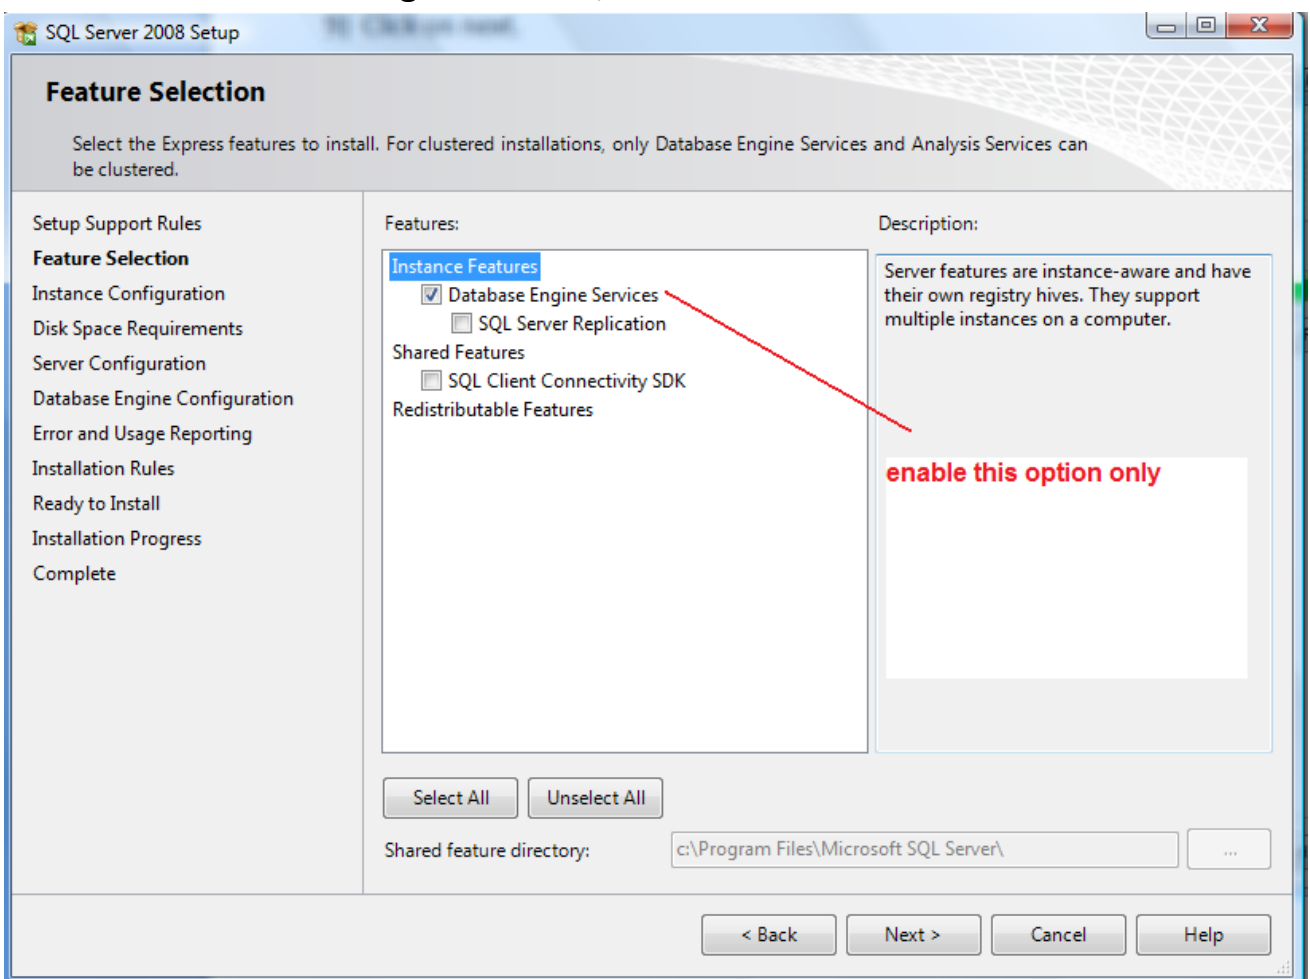 SQL Server 2008 Setup
9) Click on next.
Feature Selection
Select the Express features to install. For clustered installations, only Database Engine Services and Analysis Services can
be clustered.
Setup Support Rules
Feature Selection
Instance Configuration
Disk Space Requirements
Server Configuration
Database Engine Configuration
Error and Usage Reporting
Installation Rules
Ready to Install
Installation Progress
Complete
Features:
Instance Features
Database Engine Services
SQL Server Replication
Shared Features
SQL Client Connectivity SDK
Redistributable Features
Description:
Server features are instance-aware and have
their own registry hives. They support
multiple instances on a computer.
enable this option only
Select All
Unselect All
Shared feature directory:
c:\Program Files\Microsoft SQL Server\
...
< Back
Next >
Cancel
Help